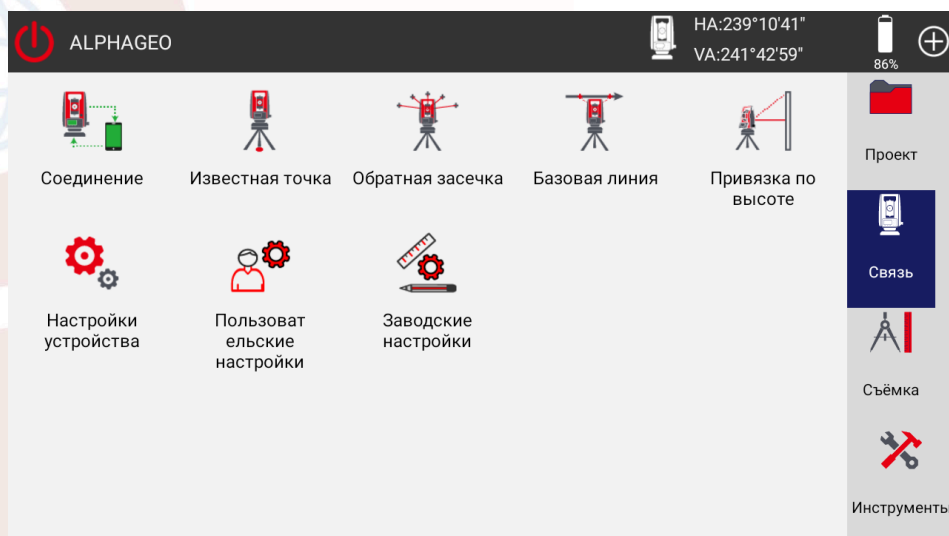 ALPHAGEO
HA:239°10'41"
VA:241°42'59"
86%
Соединение
Известная точка
Обратная засечка
Базовая линия
Привязка по
высоте
Настройки
устройства
Пользоват
ельские
настройки
Заводские
настройки
Проект
Связь
Съёмка
Инструменть